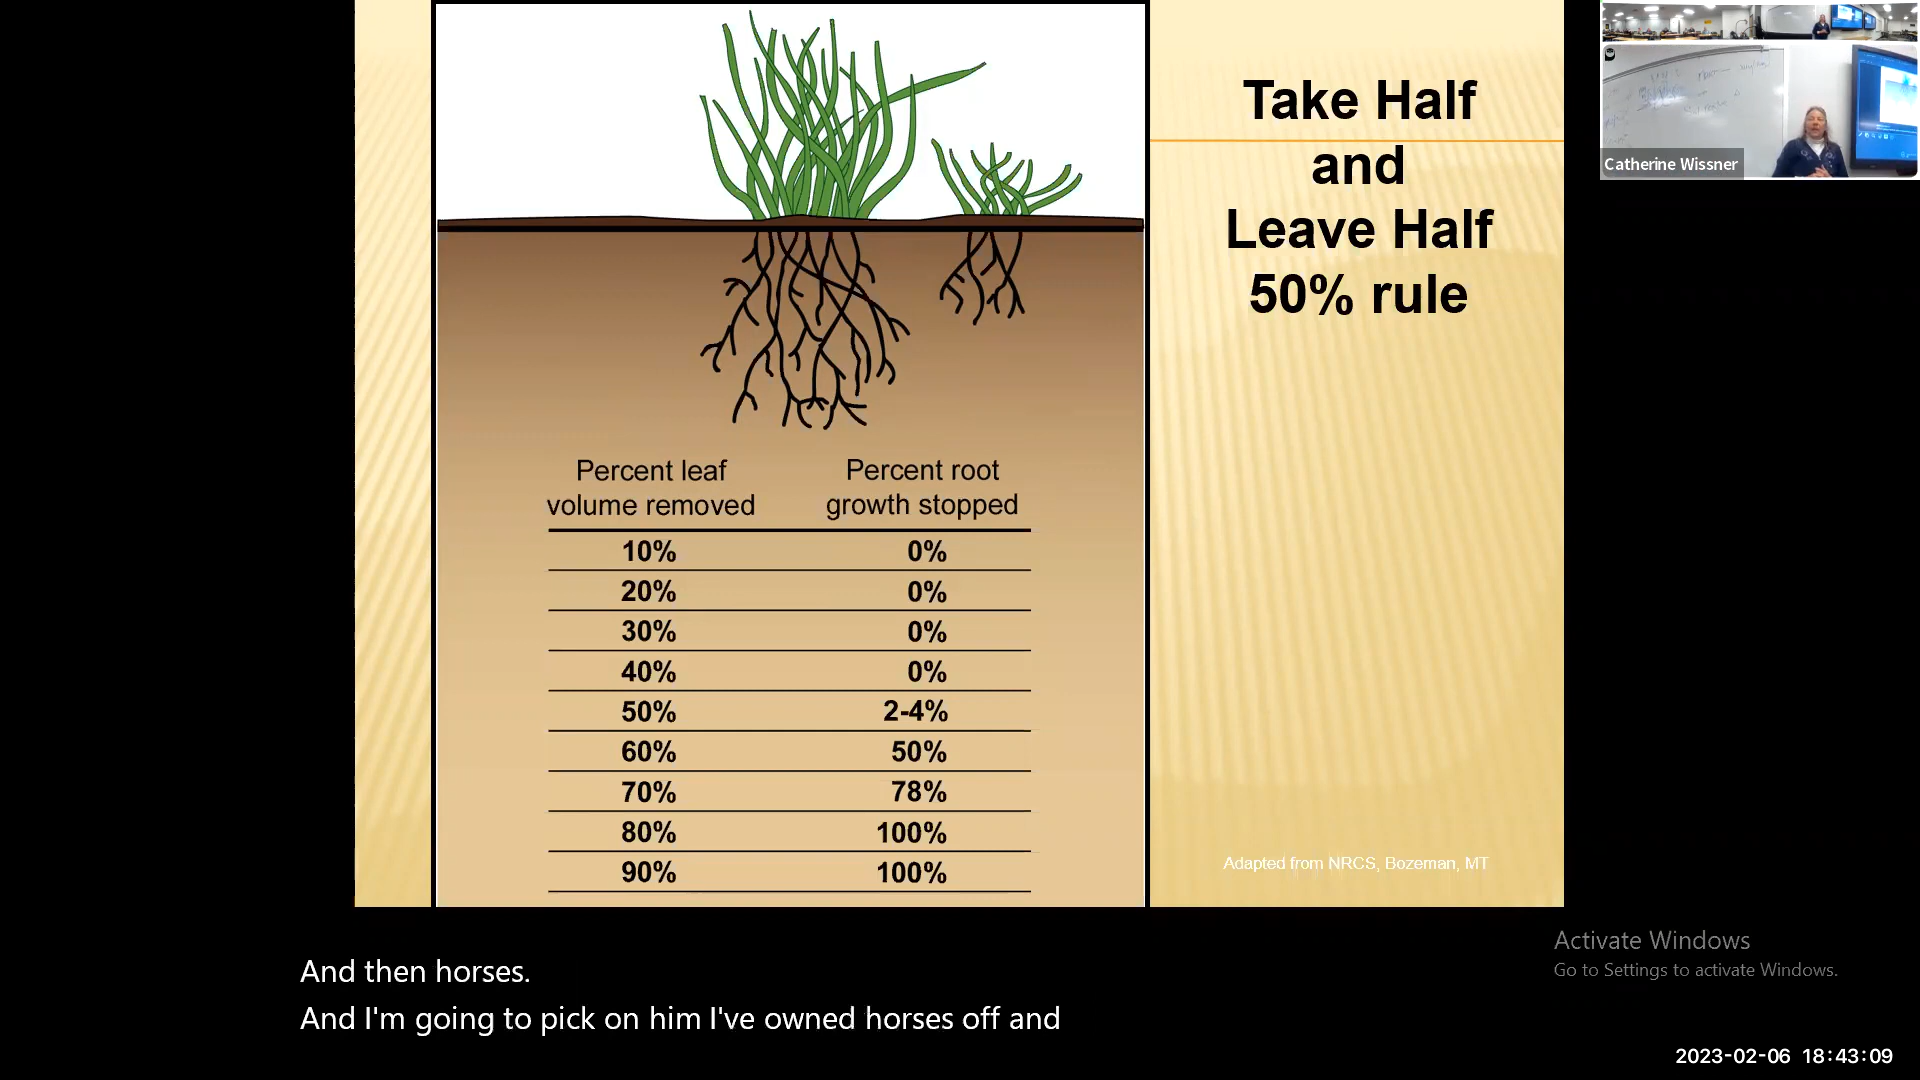 Take Half
and
Leave Half
50% rule
Percent leaf volume removed
Percent root growth stopped
10% 0%
20% 0%
30% 0%
40% 0%
50% 2-4%
60% 50%
70% 78%
80% 100%
90% 100%
Adapted from NRCS, Bozeman, MT
Catherine Wissner
And then horses.
And I'm going to pick on him I've owned horses off and
Activate Windows
Go to Settings to activate Windows.
2023-02-06 18:43:09